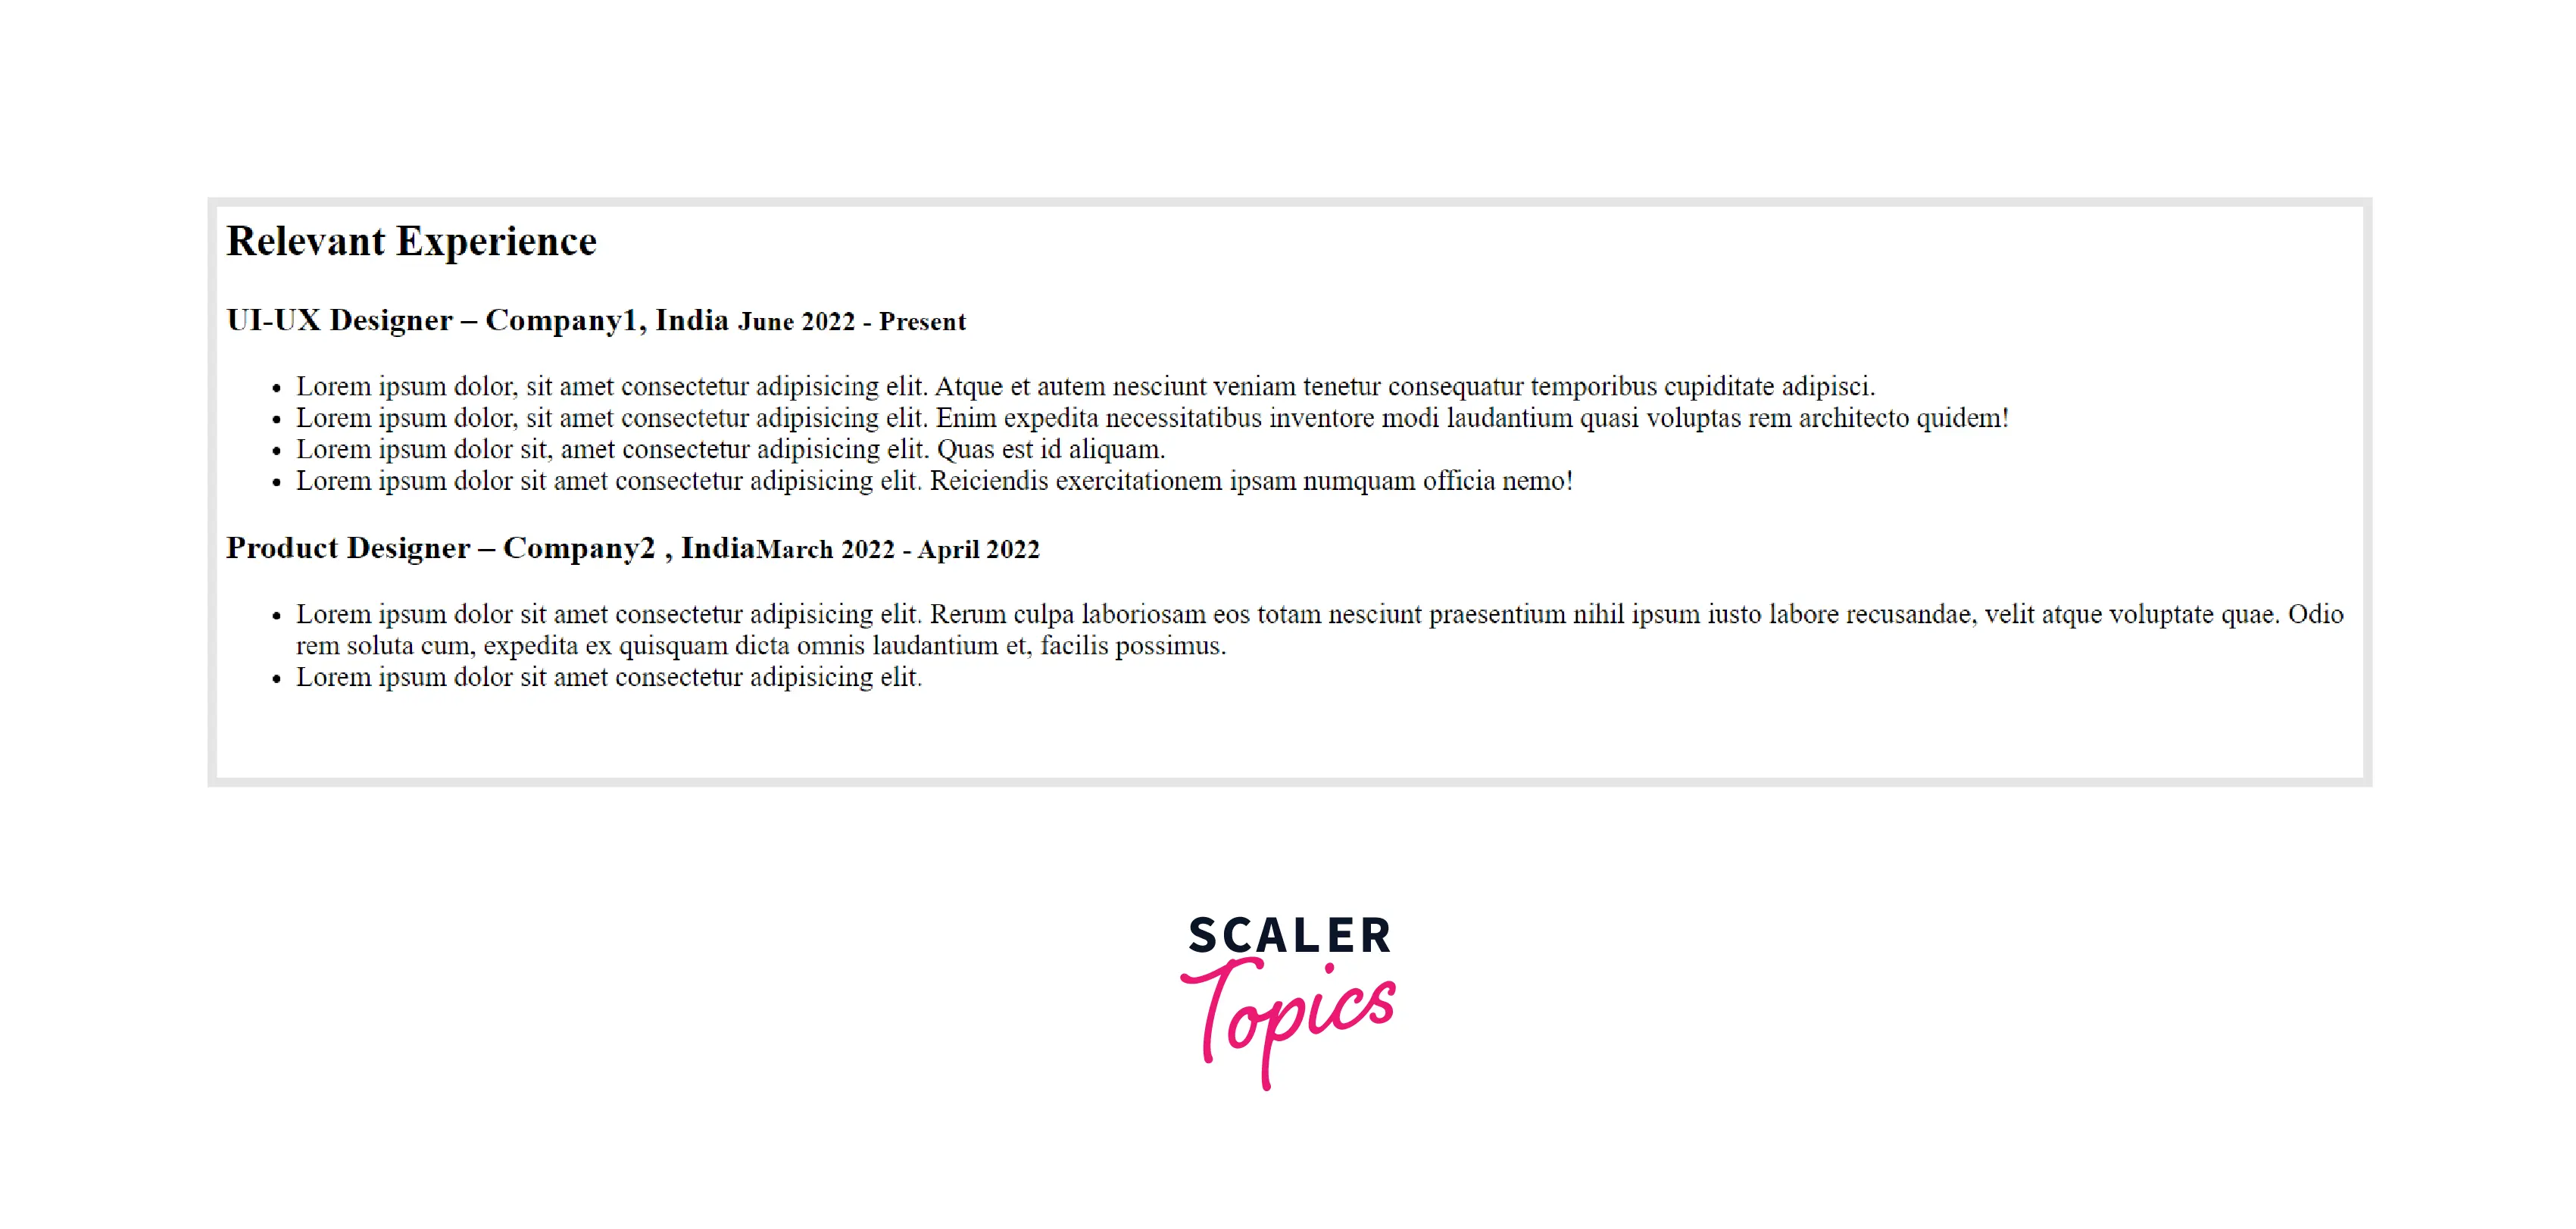 Relevant Experience
UI-UX Designer – Company1, India June 2022 - Present
• Lorem ipsum dolor, sit amet consectetur adipisicing elit. Atque et autem nesciunt veniam tenetur consequatur temporibus cupiditate adipisci.
• Lorem ipsum dolor, sit amet consectetur adipisicing elit. Enim expedita necessitatibus inventore modi laudantium quasi voluptas rem architecto quidem!
• Lorem ipsum dolor sit, amet consectetur adipisicing elit. Quas est id aliquam.
• Lorem ipsum dolor sit amet consectetur adipisicing elit. Reiciendis exercitationem ipsam numquam officia nemo!
Product Designer – Company2 , IndiaMarch 2022 - April 2022
• Lorem ipsum dolor sit amet consectetur adipisicing elit. Rerum culpa laboriosam eos totam nesciunt praesentium nihil ipsum iusto labore recusandae, velit atque voluptate quae. Odio
rem soluta cum, expedita ex quisquam dicta omnis laudantium et, facilis possimus.
• Lorem ipsum dolor sit amet consectetur adipisicing elit.
SCALER
Topics